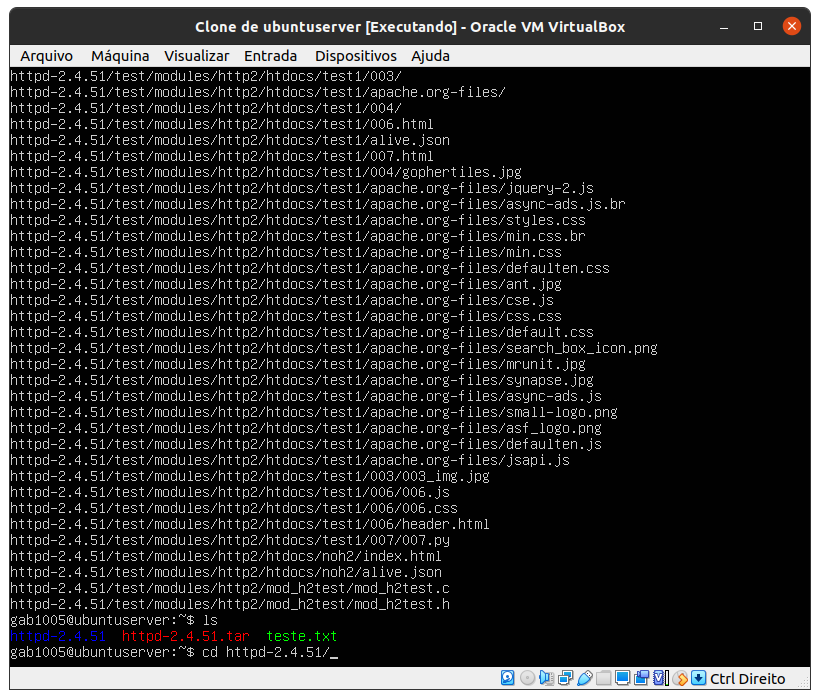 Clone de ubuntuserver [Executando] - Oracle VM VirtualBox
Arquivo Máquina Visualizar Entrada Dispositivos Ajuda
httpd-2.4.51/test/modules/http2/htdocs/test1/003/
httpd-2.4.51/test/modules/http2/htdocs/test1/apache.org-files/
httpd-2.4.51/test/modules/http2/htdocs/test1/004/
httpd-2.4.51/test/modules/http2/htdocs/test1/006.html
httpd-2.4.51/test/modules/http2/htdocs/test1/alive.json
httpd-2.4.51/test/modules/http2/htdocs/test1/007.html
httpd-2.4.51/test/modules/http2/htdocs/test1/004/gophertiles.jpg
httpd-2.4.51/test/modules/http2/htdocs/test1/apache.org-files/jquery-2.js
httpd-2.4.51/test/modules/http2/htdocs/test1/apache.org-files/async-ads.js.br
httpd-2.4.51/test/modules/http2/htdocs/test1/apache.org-files/styles.css
httpd-2.4.51/test/modules/http2/htdocs/test1/apache.org-files/min.css.br
httpd-2.4.51/test/modules/http2/htdocs/test1/apache.org-files/min.css
httpd-2.4.51/test/modules/http2/htdocs/test1/apache.org-files/defaulten.css
httpd-2.4.51/test/modules/http2/htdocs/test1/apache.org-files/ant.jpg
httpd-2.4.51/test/modules/http2/htdocs/test1/apache.org-files/cse.js
httpd-2.4.51/test/modules/http2/htdocs/test1/apache.org-files/css.css
httpd-2.4.51/test/modules/http2/htdocs/test1/apache.org-files/default.css
httpd-2.4.51/test/modules/http2/htdocs/test1/apache.org-files/search_box_icon.png
httpd-2.4.51/test/modules/http2/htdocs/test1/apache.org-files/mrunit.jpg
httpd-2.4.51/test/modules/http2/htdocs/test1/apache.org-files/synapse.jpg
httpd-2.4.51/test/modules/http2/htdocs/test1/apache.org-files/async-ads.js
httpd-2.4.51/test/modules/http2/htdocs/test1/apache.org-files/small-logo.png
httpd-2.4.51/test/modules/http2/htdocs/test1/apache.org-files/asf_logo.png
httpd-2.4.51/test/modules/http2/htdocs/test1/apache.org-files/defaulten.js
httpd-2.4.51/test/modules/http2/htdocs/test1/apache.org-files/jsapi.js
httpd-2.4.51/test/modules/http2/htdocs/test1/003/003_img.jpg
httpd-2.4.51/test/modules/http2/htdocs/test1/006/006.js
httpd-2.4.51/test/modules/http2/htdocs/test1/006/006.css
httpd-2.4.51/test/modules/http2/htdocs/test1/006/header.html
httpd-2.4.51/test/modules/http2/htdocs/test1/007/007.py
httpd-2.4.51/test/modules/http2/htdocs/noh2/index.html
httpd-2.4.51/test/modules/http2/htdocs/noh2/alive.json
httpd-2.4.51/test/modules/http2/mod_h2test/mod_h2test.c
httpd-2.4.51/test/modules/http2/mod_h2test/mod_h2test.h
gab1005@ubuntuserver:~$ ls
httpd-2.4.51 httpd-2.4.51.tar teste.txt
gab1005@ubuntuserver:~$ cd httpd-2.4.51/_
Ctrl Direito